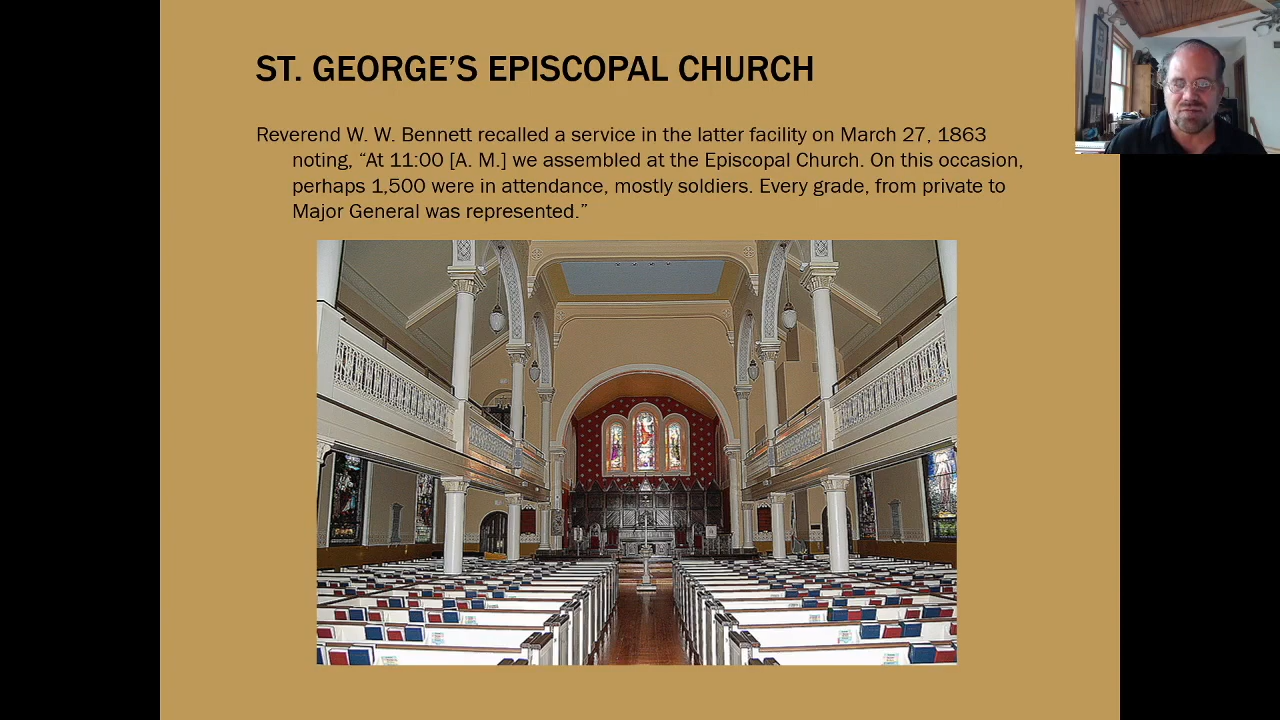 ST. GEORGE’S EPISCOPAL CHURCH
Reverend W. W. Bennett recalled a service in the latter facility on March 27, 1863
noting, “At 11:00 [A. M.] we assembled at the Episcopal Church. On this occasion,
perhaps 1,500 were in attendance, mostly soldiers. Every grade, from private to
Major General was represented.”